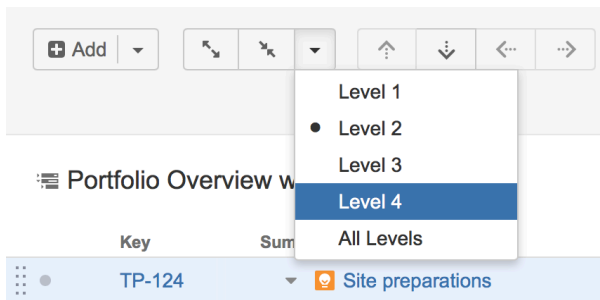 Add
Level 1
Level 2
Level 3
Portfolio Overview w
Level 4
All Levels
Key Sum
TP-124 Site preparations